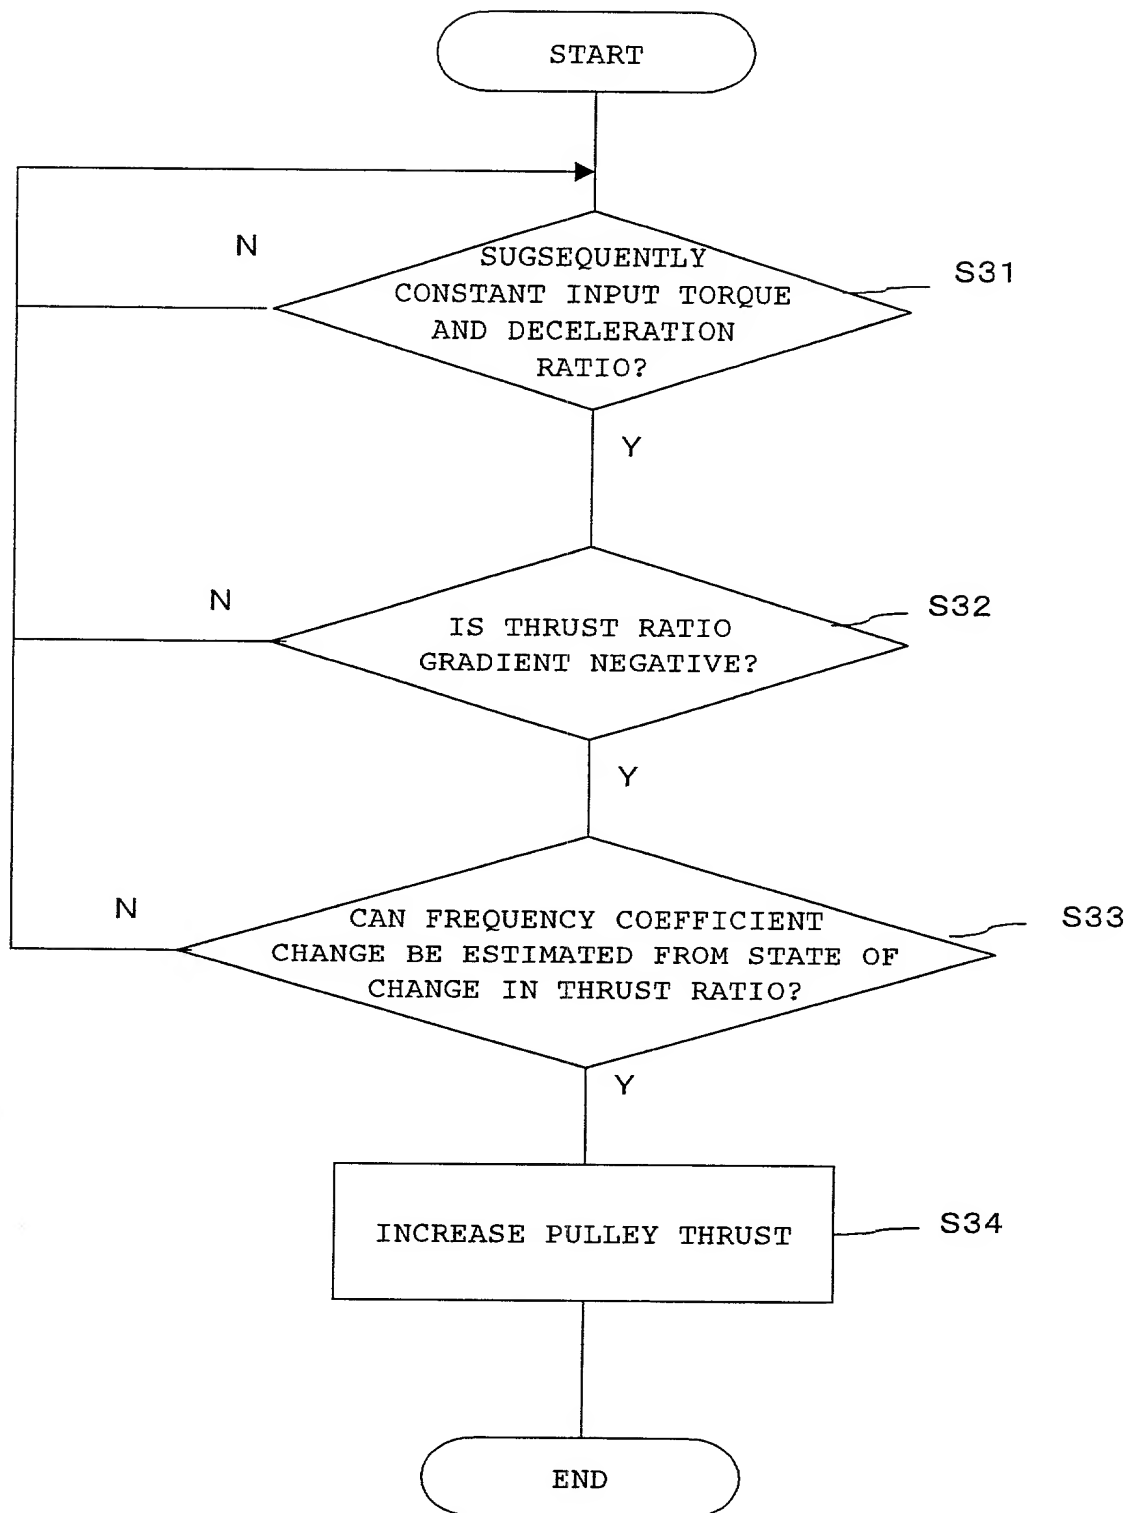 START
N
SUGSEQUENTLY
CONSTANT INPUT TORQUE
AND DECELERATION
RATIO?
S31
Y
N
IS THRUST RATIO
GRADIENT NEGATIVE?
S32
Y
N
CAN FREQUENCY COEFFICIENT
CHANGE BE ESTIMATED FROM STATE OF
CHANGE IN THRUST RATIO?
S33
Y
INCREASE PULLEY THRUST
S34
END